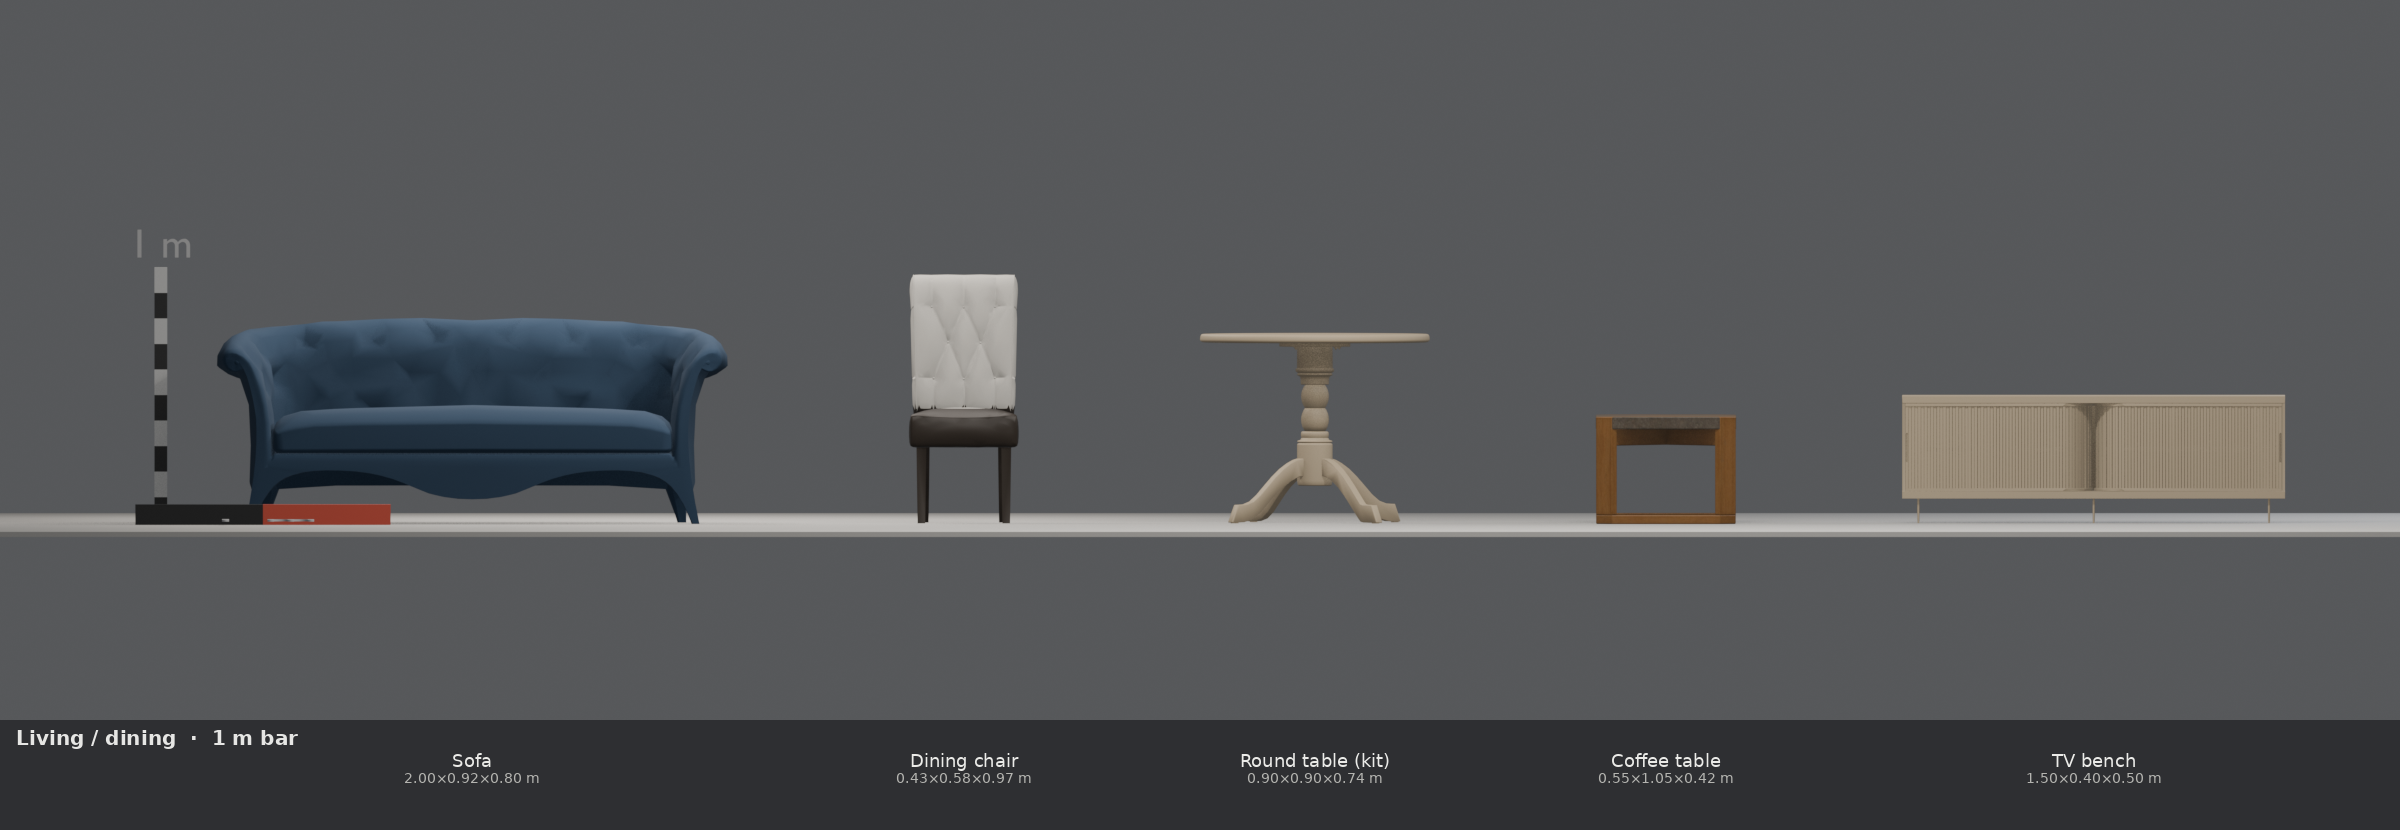 1 m
Living / dining · 1 m bar
Sofa
2.00×0.92×0.80 m
Dining chair
0.43×0.58×0.97 m
Round table (kit)
0.90×0.90×0.74 m
Coffee table
0.55×1.05×0.42 m
TV bench
1.50×0.40×0.50 m